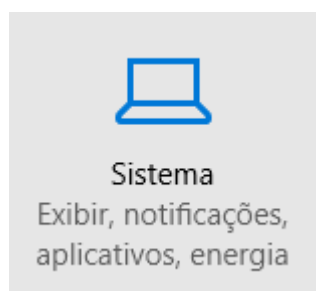 Sistema
Exibir, notificações,
aplicativos, energia